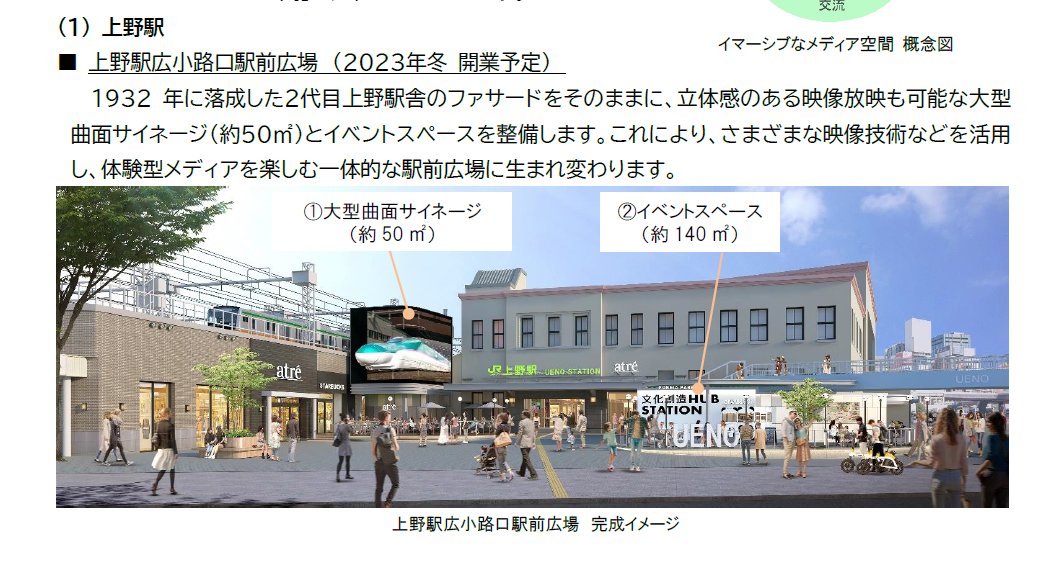 交流
イマーシブなメディア空間 概念図
（1） 上野駅
■ 上野駅広小路口駅前広場 （2023年冬 開業予定）
1932 年に落成した2代目上野駅舎のファサードをそのままに、立体感のある映像放映も可能な大型
曲面サイネージ（約50㎡）とイベントスペースを整備します。これにより、さまざまな映像技術などを活用
し、体験型メディアを楽しむ一体的な駅前広場に生まれ変わります。
①大型曲面サイネージ
（約 50 ㎡）
②イベントスペース
（約 140 ㎡）
JR上野駅 UENO STATION
atré
atré
STARBUCKS
atré
UENO
文化創造HUB
STATION
UENO
上野駅広小路口駅前広場 完成イメージ